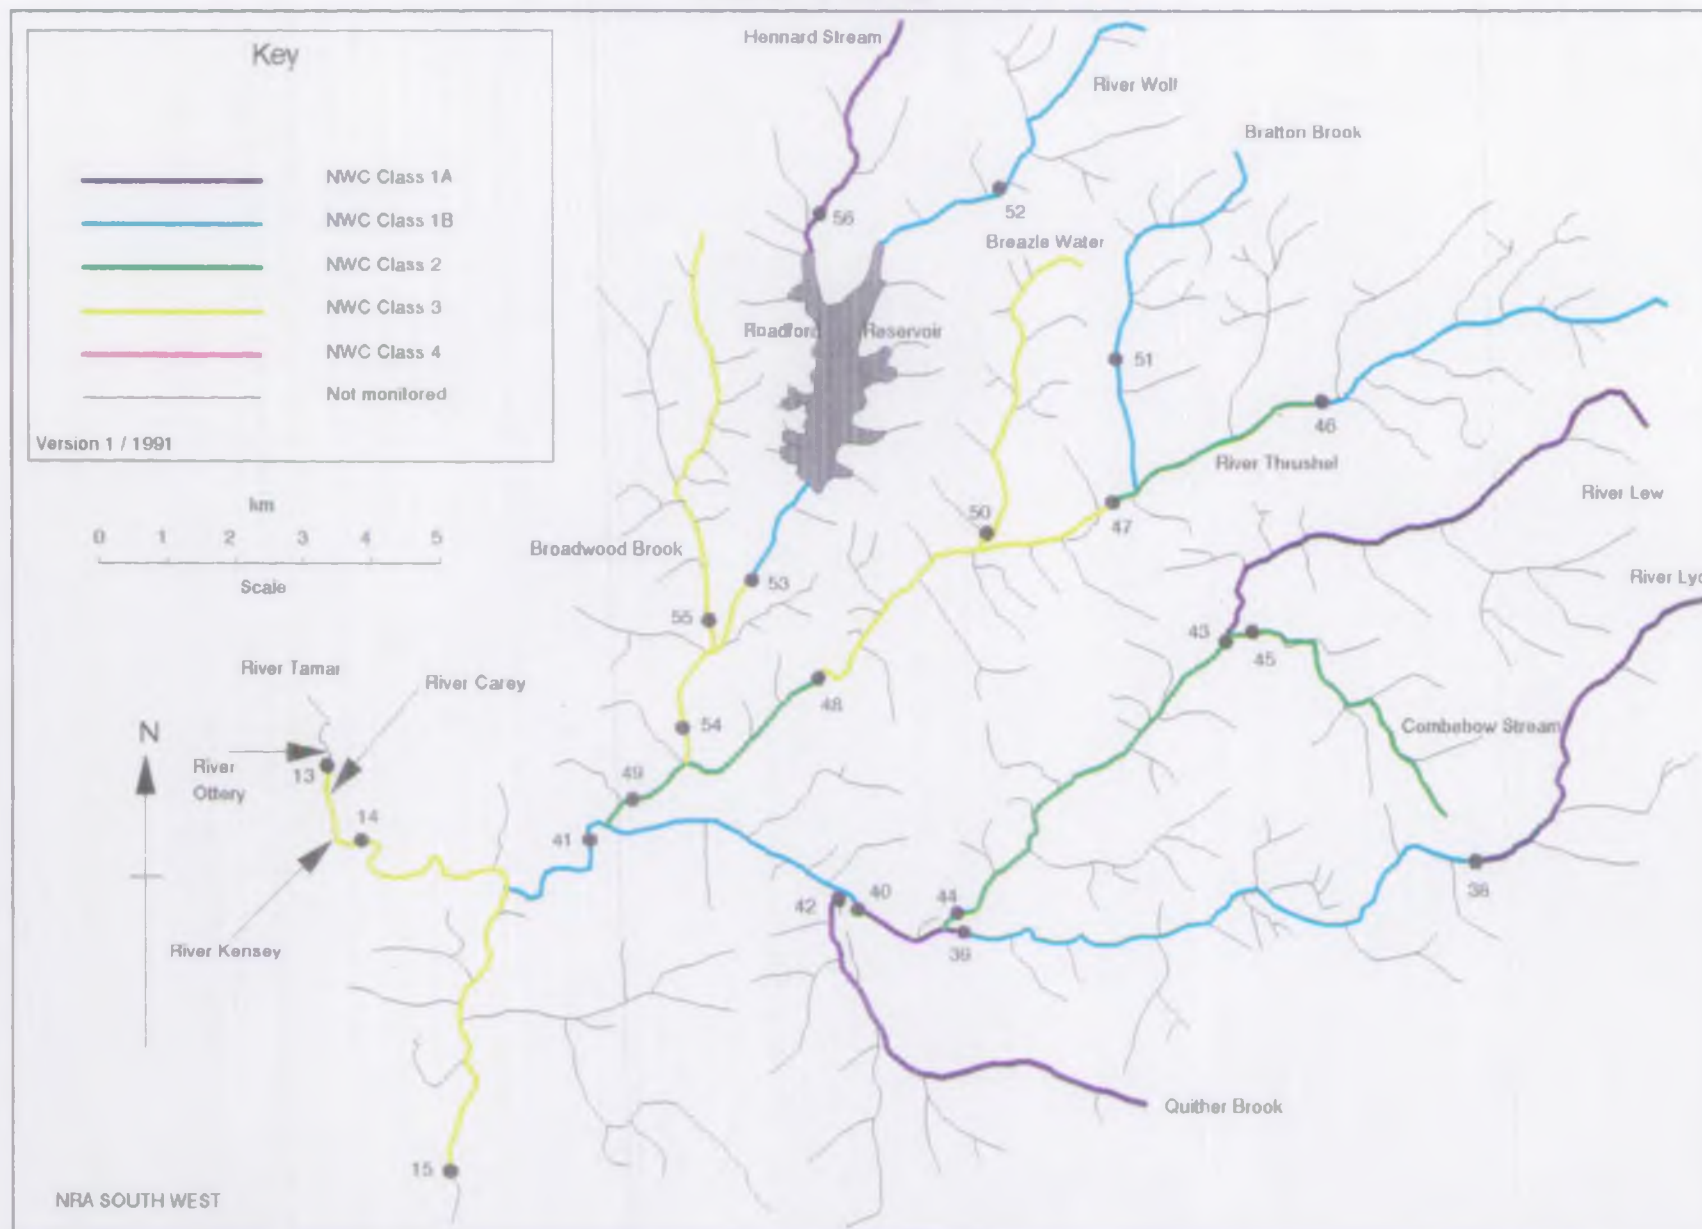 Key
NWC Class 1A
NWC Class 1B
NWC Class 2
NWC Class 3
NWC Class 4
Not monitored
Version 1 / 1991
km
0 1 2 3 4 5
Scale
Hennard Stream
River Wolf
Bratton Brook
56
52
Breazle Water
Roadford Reservoir
51
46
River Thrushel
River Lew
50
47
Broadwood Brook
53
55
River Lyd
43
45
River Tamar
River Carey
48
54
Combebow Stream
N
River
Ottery
13
49
14
41
42
40
44
39
38
River Kensey
Quither Brook
15
NRA SOUTH WEST